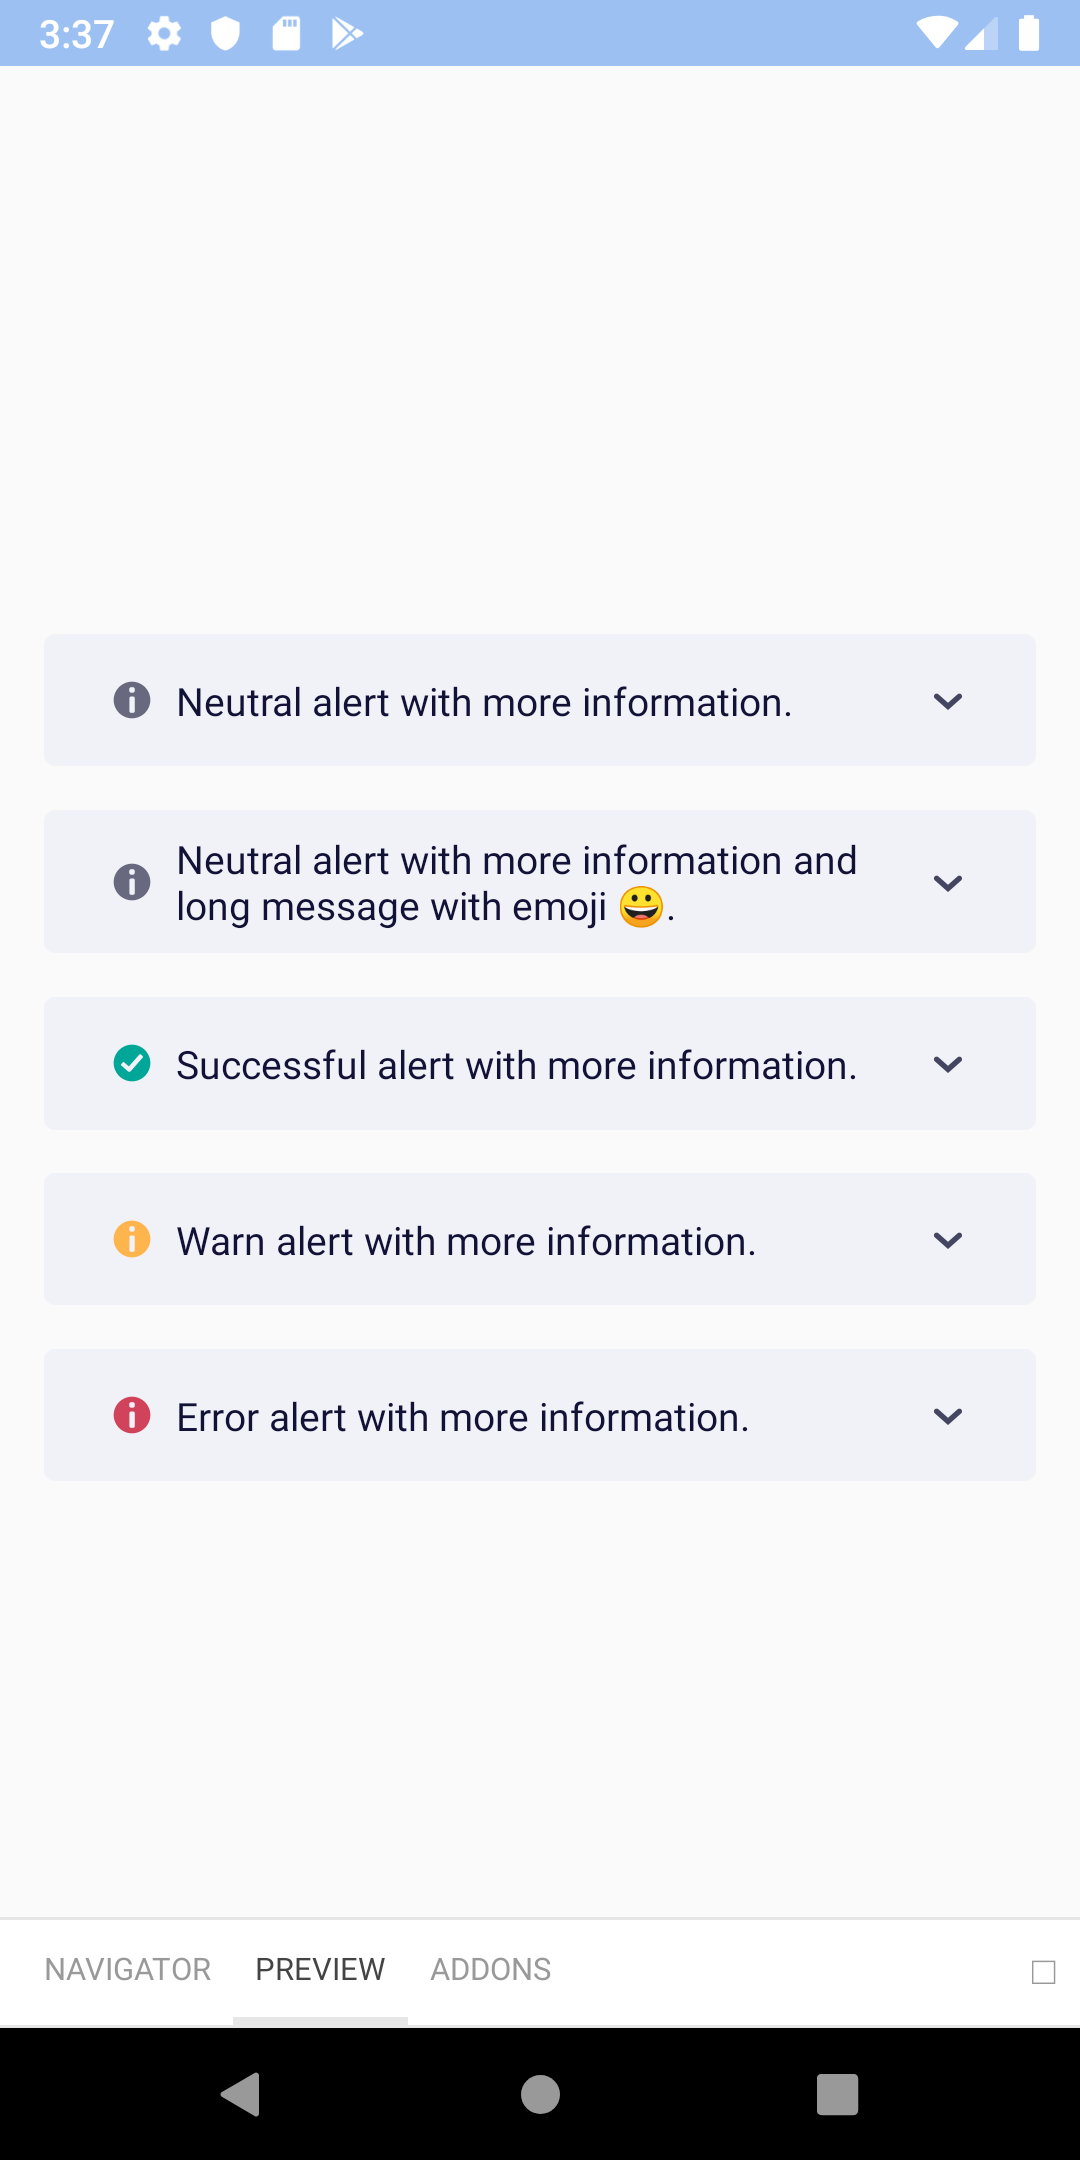 3:37
Neutral alert with more information.
Neutral alert with more information and
long message with emoji 😀.
Successful alert with more information.
Warn alert with more information.
Error alert with more information.
NAVIGATOR PREVIEW ADDONS